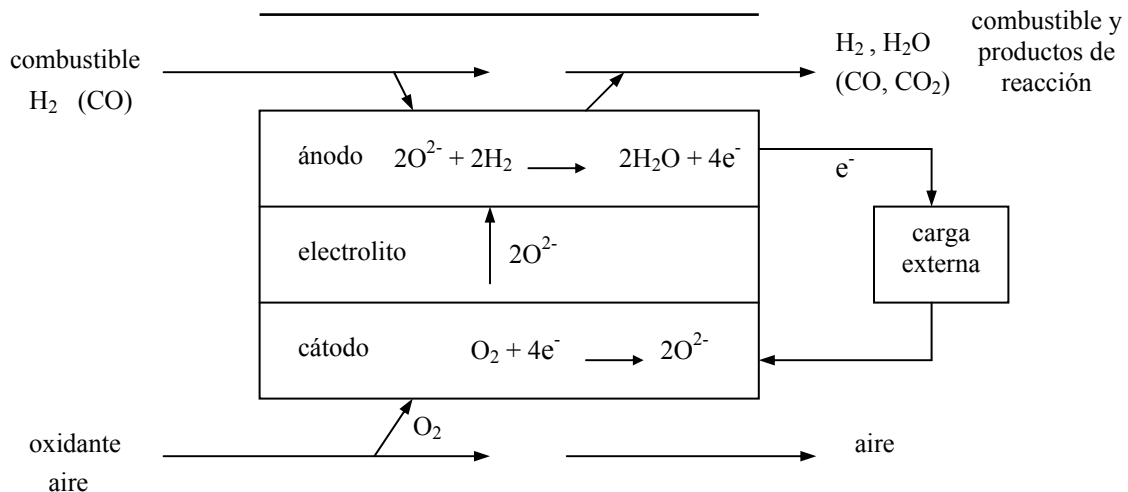 combustible
H₂ (CO)
H₂ , H₂O
(CO, CO₂)
combustible y
productos de
reacción
ánodo 2O²⁻ + 2H₂ → 2H₂O + 4e⁻
e⁻
electrolito 2O²⁻
carga
externa
cátodo O₂ + 4e⁻ → 2O²⁻
O₂
oxidante
aire
aire